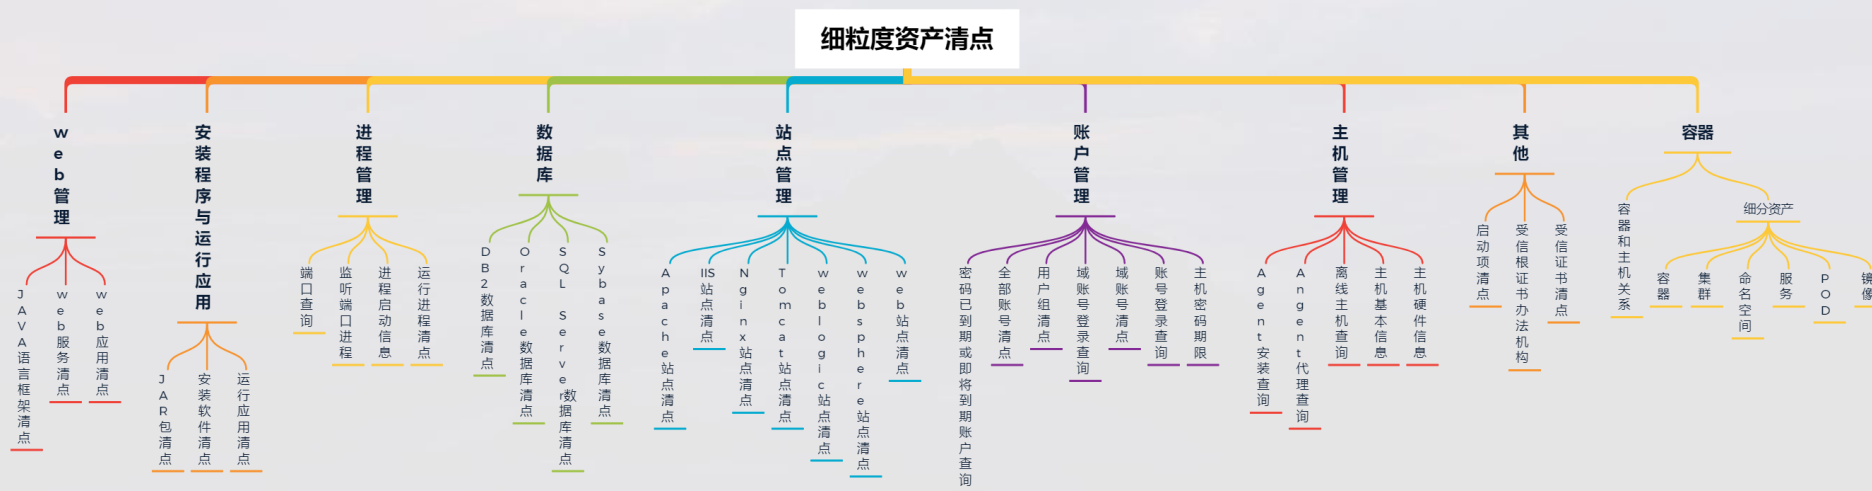 细粒度资产清点
web管理
JAVA语言框架清点
web服务清点
web应用清点
安装程序与运行应用
JAR包清点
安装软件清点
运行应用清点
进程管理
端口查询
监听端口进程
进程启动信息
运行进程清点
数据库
DB2数据库清点
Oracle数据库清点
SQL Server数据库清点
Sybase数据库清点
站点管理
Apache站点清点
IIS站点清点
Nginx站点清点
Tomcat站点清点
weblogic站点清点
websphere站点清点
web站点清点
账户管理
密码已到期或即将到期账户查询
全部账号清点
用户组清点
域账号登录查询
域账号清点
账号登录查询
主机密码期限
主机管理
Agent安装查询
Angent代理查询
离线主机查询
主机基本信息
主机硬件信息
其他
启动项清点
受信根证书办法机构
受信证书清点
容器
容器和主机关系
细分资产
容器
集群
命名空间
服务
POD
镜像